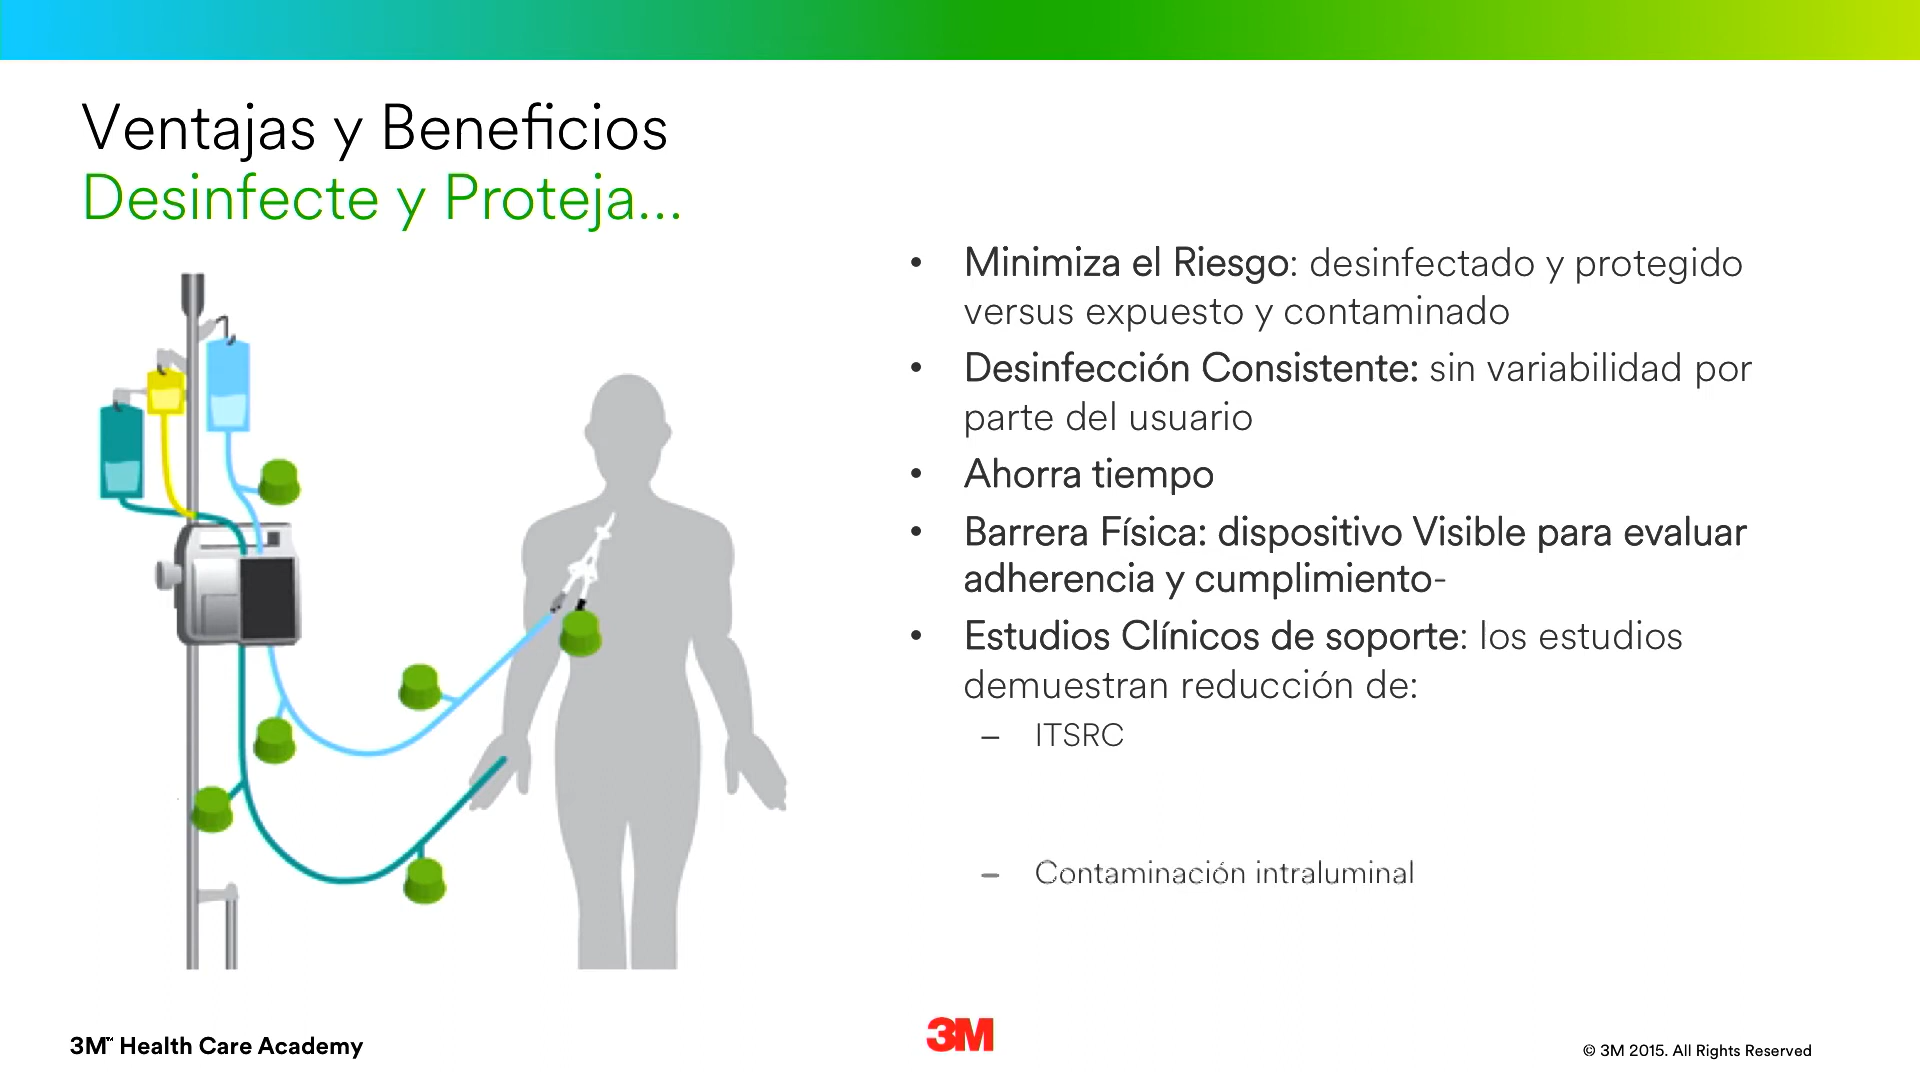 Ventajas y Beneficios
Desinfecte y Proteja...
• Minimiza el Riesgo: desinfectado y protegido
versus expuesto y contaminado
• Desinfección Consistente: sin variabilidad por
parte del usuario
• Ahorra tiempo
• Barrera Física: dispositivo Visible para evaluar
adherencia y cumplimiento-
• Estudios Clínicos de soporte: los estudios
demuestran reducción de:
– ITSRC
– Contaminación intraluminal
3M™ Health Care Academy
3M
© 3M 2015. All Rights Reserved